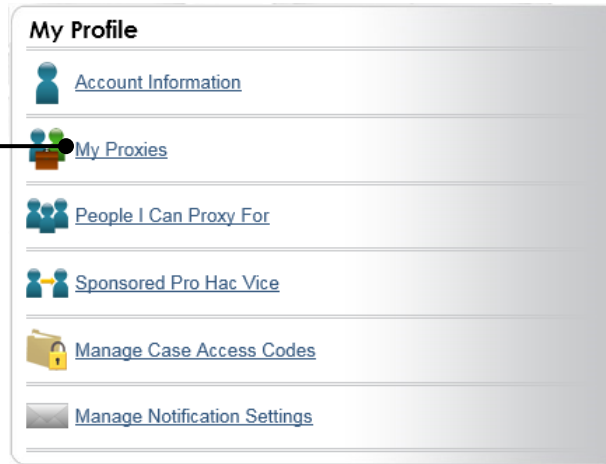 My Profile
Account Information
My Proxies
People I Can Proxy For
Sponsored Pro Hac Vice
Manage Case Access Codes
Manage Notification Settings